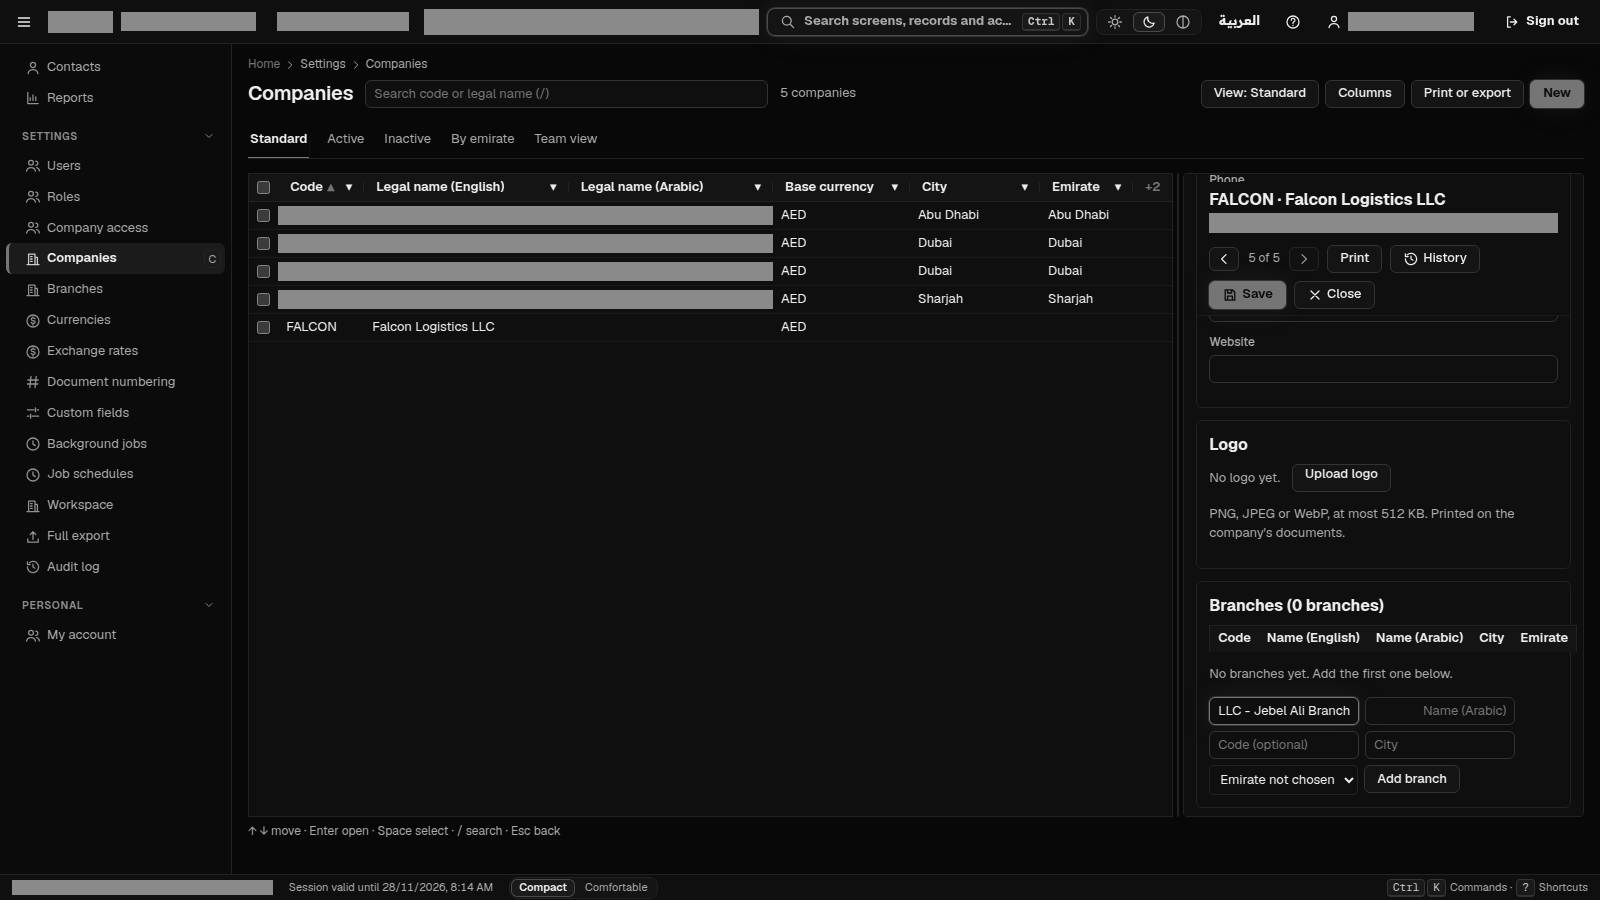 Search screens, records and ac... Ctrl K العربية Sign out
Contacts
Reports
SETTINGS
Users
Roles
Company access
Companies C
Branches
Currencies
Exchange rates
Document numbering
Custom fields
Background jobs
Job schedules
Workspace
Full export
Audit log
PERSONAL
My account
Home > Settings > Companies
Companies
Search code or legal name (/)
5 companies
View: Standard
Columns
Print or export
New
Standard Active Inactive By emirate Team view
Code ▲ ▼ Legal name (English) ▼ Legal name (Arabic) ▼ Base currency ▼ City ▼ Emirate ▼ +2
AED Abu Dhabi Abu Dhabi
AED Dubai Dubai
AED Dubai Dubai
AED Sharjah Sharjah
FALCON Falcon Logistics LLC AED
↑↓ move · Enter open · Space select · / search · Esc back
Phone
FALCON · Falcon Logistics LLC
5 of 5
Print
History
Save
Close
Website
Logo
No logo yet.
Upload logo
PNG, JPEG or WebP, at most 512 KB. Printed on the
company's documents.
Branches (0 branches)
Code Name (English) Name (Arabic) City Emirate
No branches yet. Add the first one below.
LLC - Jebel Ali Branch
Name (Arabic)
Code (optional)
City
Emirate not chosen
Add branch
Session valid until 28/11/2026, 8:14 AM
Compact Comfortable
Ctrl K Commands · ? Shortcuts